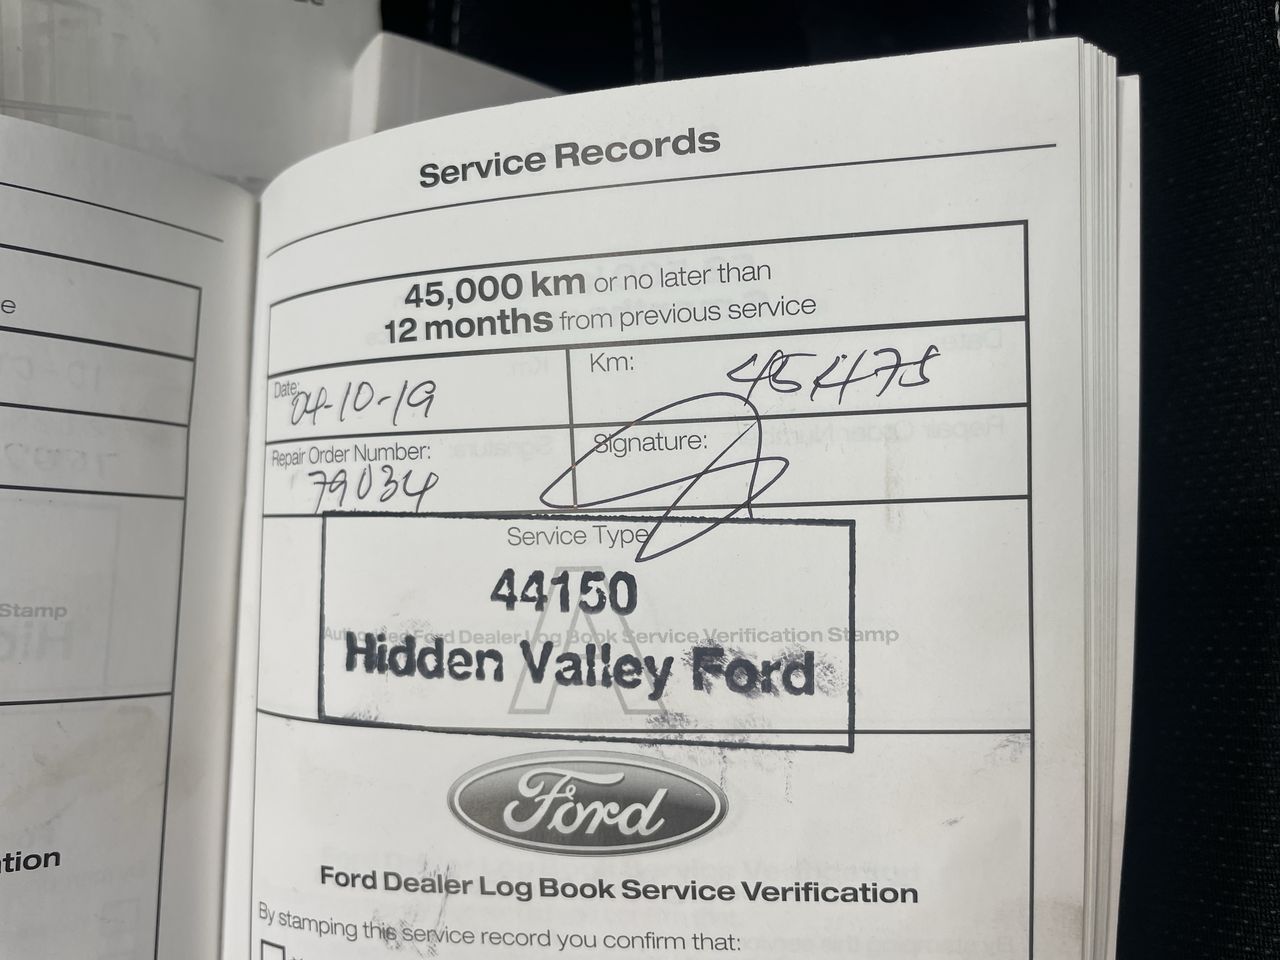 Service Records
45,000 km or no later than
12 months from previous service
Date: 04-10-19
Km: 45475
Repair Order Number: 79034
Signature:
Service Type
A
44150
Authorised Ford Dealer Log Book Service Verification Stamp
Hidden Valley Ford
Ford
Ford Dealer Log Book Service Verification
By stamping this service record you confirm that:
e
Stamp
tion